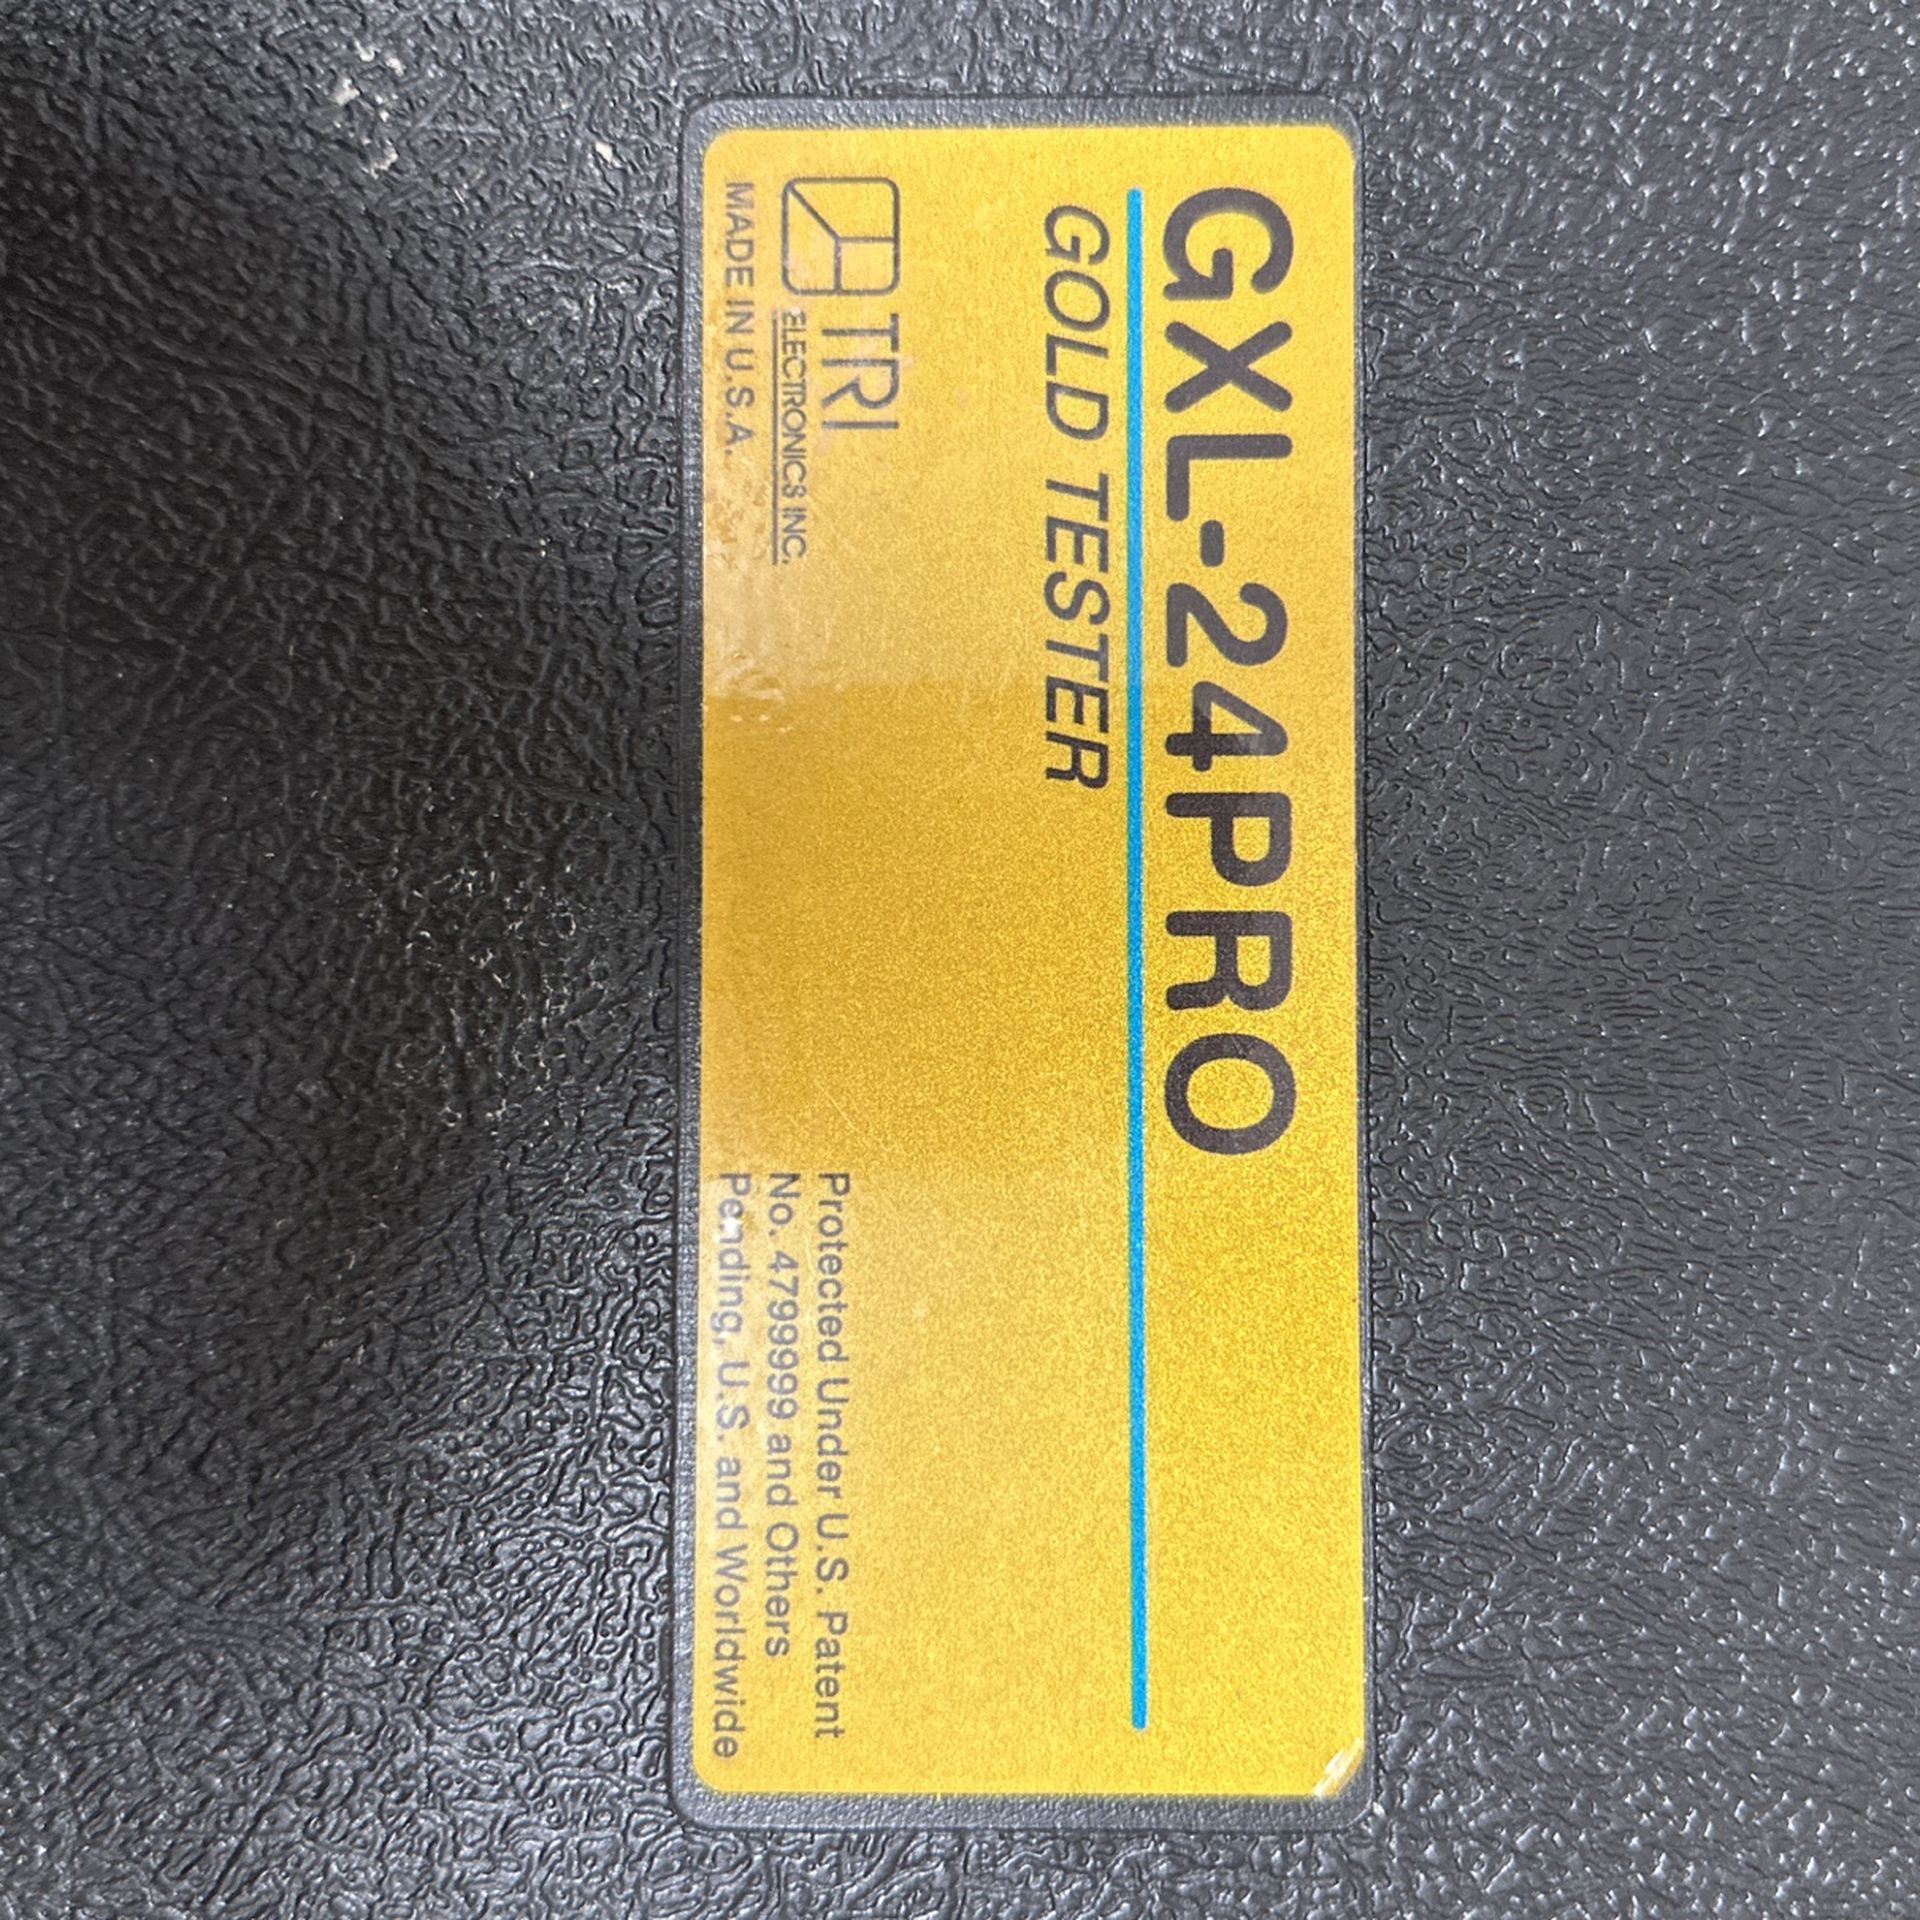 GXL-24PRO
GOLD TESTER
TRI
ELECTRONICS INC.
MADE IN U.S.A.
Protected Under U.S. Patent
No. 4799999 and Others
Pending, U.S. and Worldwide